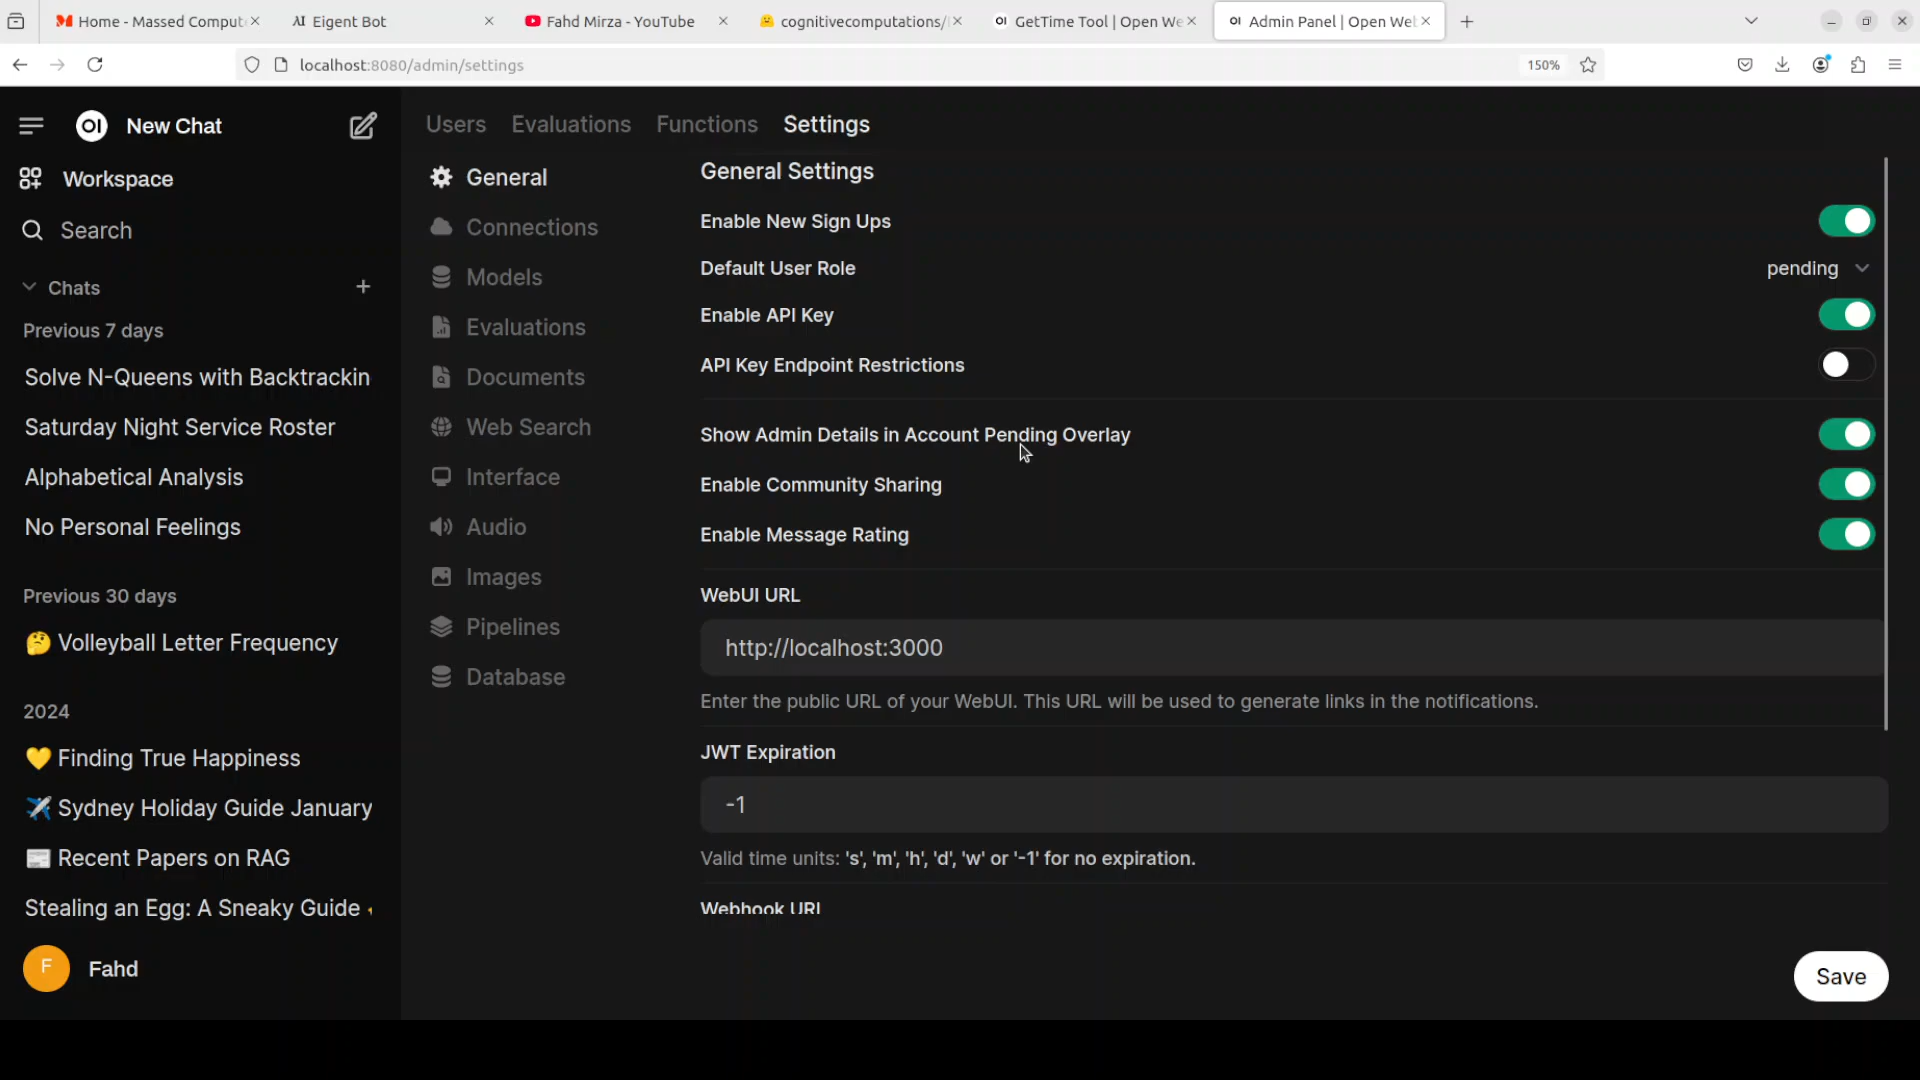 Home - Massed Comput
Eigent Bot
Fahd Mirza - YouTube
cognitivecomputations/
GetTime Tool | Open We
Admin Panel | Open Wel
localhost:8080/admin/settings
150%
New Chat
Workspace
Search
Chats
Previous 7 days
Solve N-Queens with Backtrackin
Saturday Night Service Roster
Alphabetical Analysis
No Personal Feelings
Previous 30 days
🤔 Volleyball Letter Frequency
2024
💛 Finding True Happiness
✈️ Sydney Holiday Guide January
📰 Recent Papers on RAG
Stealing an Egg: A Sneaky Guide
F
Fahd
Users
Evaluations
Functions
Settings
General
Connections
Models
Evaluations
Documents
Web Search
Interface
Audio
Images
Pipelines
Database
General Settings
Enable New Sign Ups
Default User Role
pending
Enable API Key
API Key Endpoint Restrictions
Show Admin Details in Account Pending Overlay
Enable Community Sharing
Enable Message Rating
WebUI URL
http://localhost:3000
Enter the public URL of your WebUI. This URL will be used to generate links in the notifications.
JWT Expiration
-1
Valid time units: 's', 'm', 'h', 'd', 'w' or '-1' for no expiration.
Webhook URL
Save